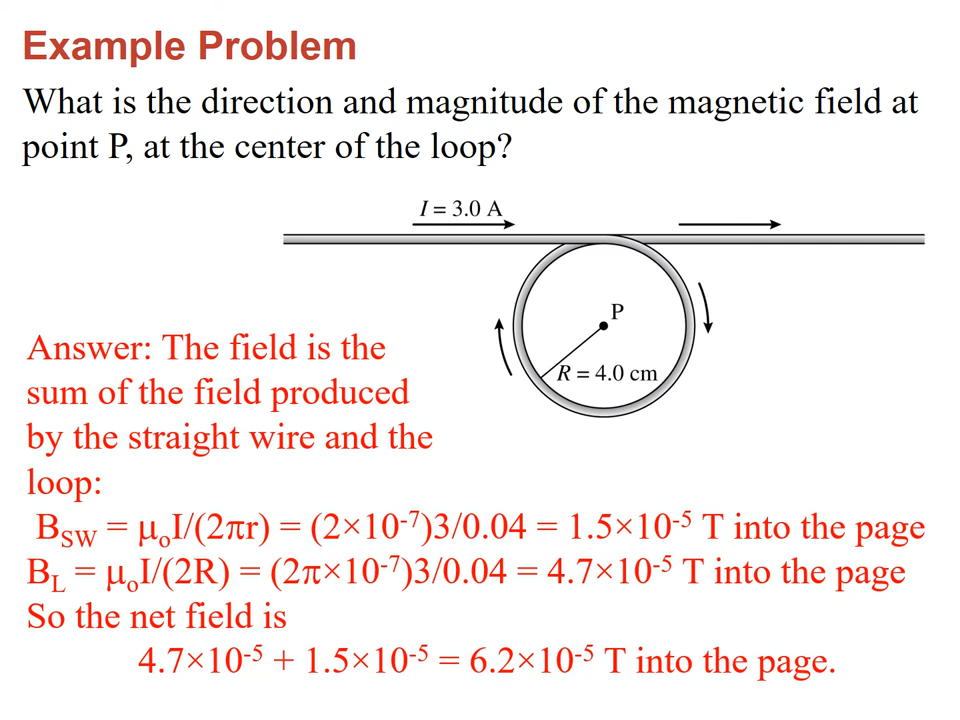 Example Problem
What is the direction and magnitude of the magnetic field at
point P, at the center of the loop?
I = 3.0 A
P
R = 4.0 cm
Answer: The field is the
sum of the field produced
by the straight wire and the
loop:
B_SW = μ_oI/(2πr) = (2×10^-7)3/0.04 = 1.5×10^-5 T into the page
B_L = μ_oI/(2R) = (2π×10^-7)3/0.04 = 4.7×10^-5 T into the page
So the net field is
4.7×10^-5 + 1.5×10^-5 = 6.2×10^-5 T into the page.